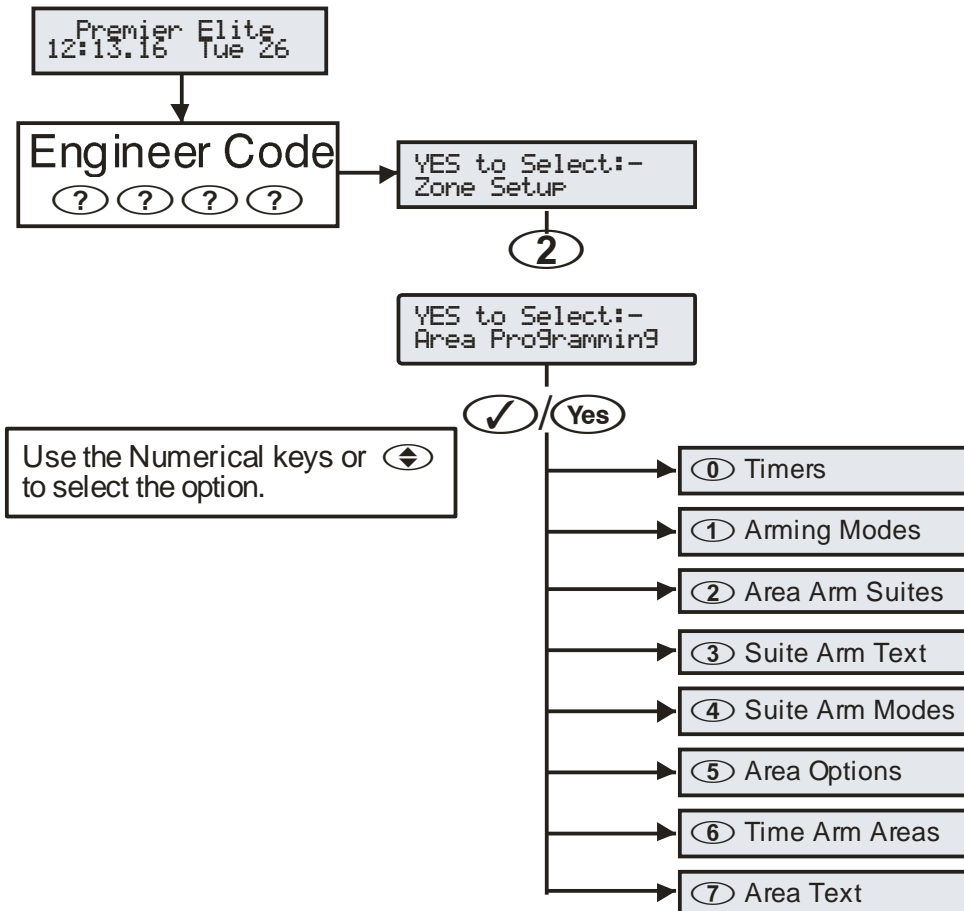 Premier Elite
12:13.16 Tue 26
Engineer Code
? ? ? ?
YES to Select:-
Zone Setup
2
YES to Select:-
Area Programming
✓/Yes
Use the Numerical keys or
to select the option.
0 Timers
1 Arming Modes
2 Area Arm Suites
3 Suite Arm Text
4 Suite Arm Modes
5 Area Options
6 Time Arm Areas
7 Area Text